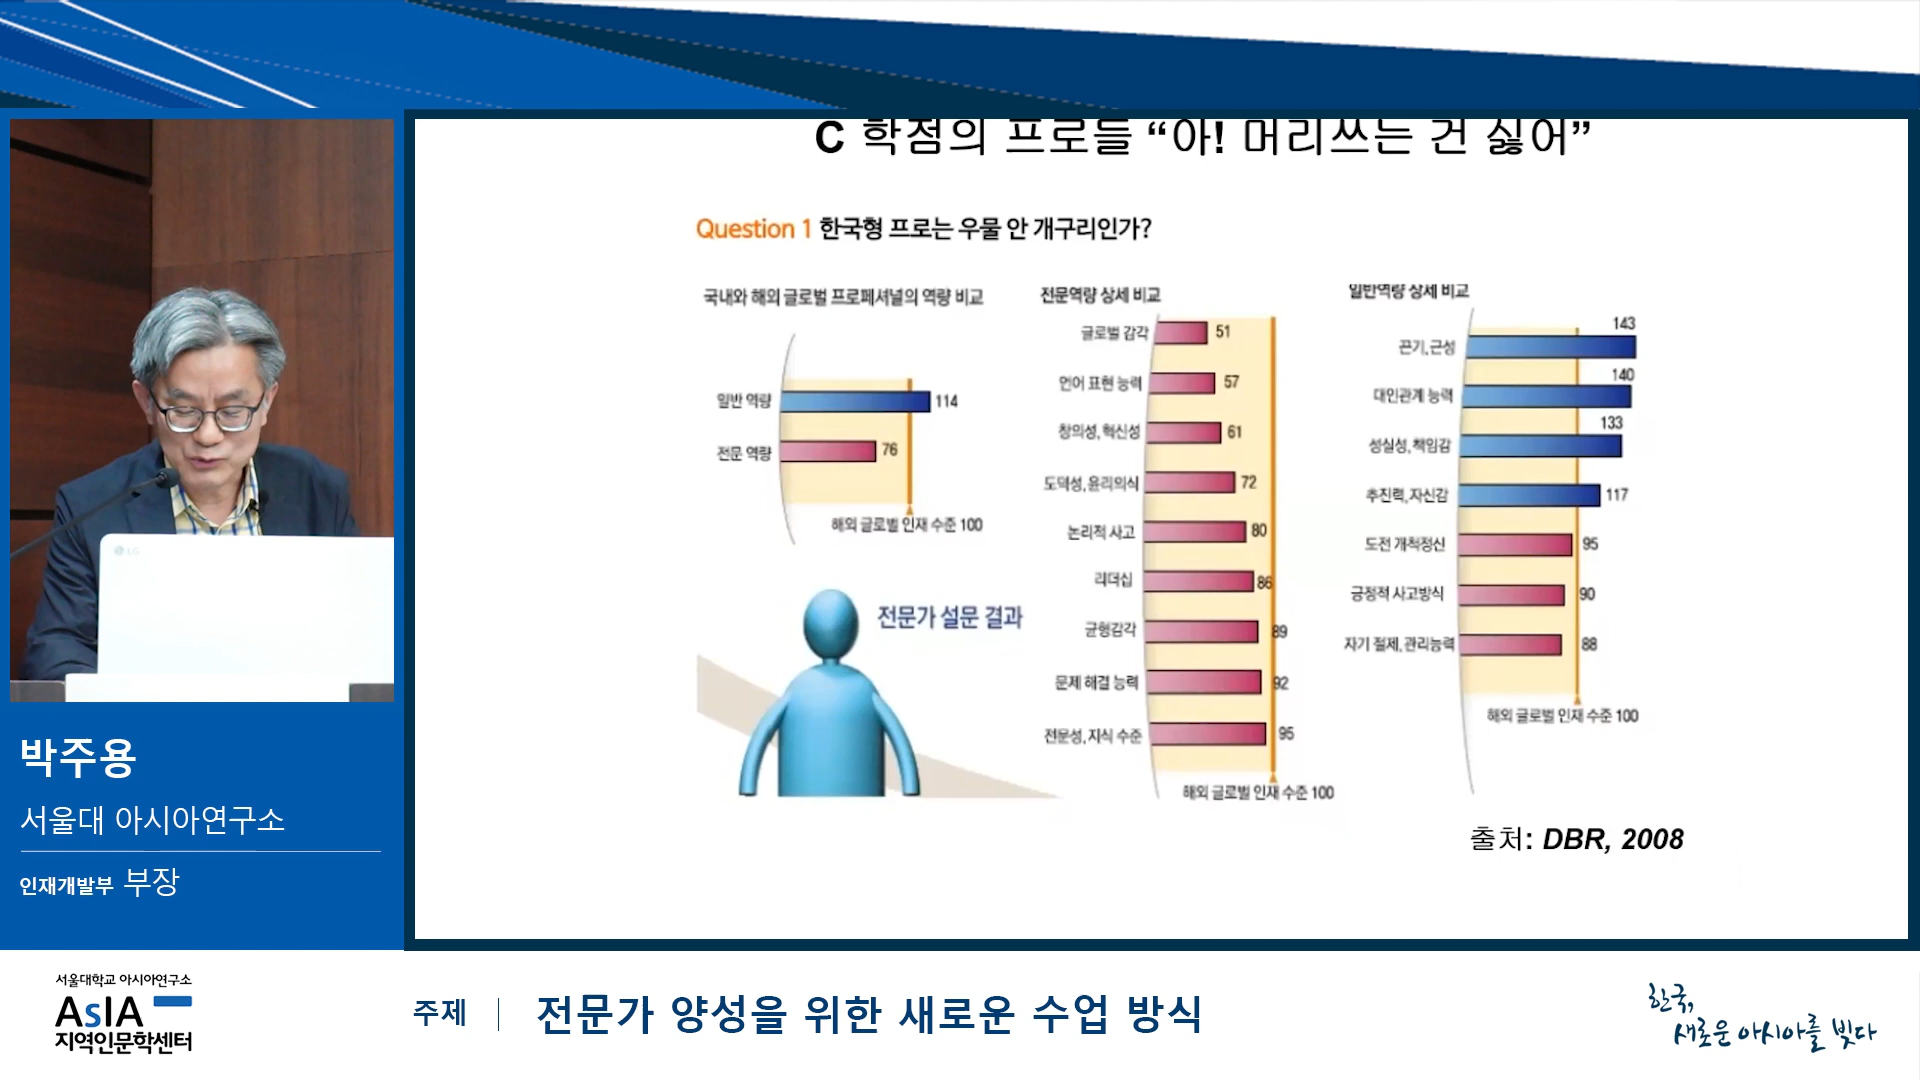 C 학점의 프로들 “아! 머리쓰는 건 싫어”
Question 1 한국형 프로는 우물 안 개구리인가?
국내와 해외 글로벌 프로페셔널의 역량 비교
일반 역량 114
전문 역량 76
해외 글로벌 인재 수준 100
전문가 설문 결과
전문역량 상세 비교
글로벌 감각 51
언어 표현 능력 57
창의성, 혁신성 61
도덕성, 윤리의식 72
논리적 사고 80
리더십 86
균형감각 89
문제 해결 능력 92
전문성, 지식 수준 95
해외 글로벌 인재 수준 100
일반역량 상세 비교
끈기, 근성 143
대인관계 능력 140
성실성, 책임감 133
추진력, 자신감 117
도전 개척정신 95
긍정적 사고방식 90
자기 절제, 관리능력 88
해외 글로벌 인재 수준 100
출처: DBR, 2008
LG
박주용
서울대 아시아연구소
인재개발부 부장
서울대학교 아시아연구소
AsIA
지역인문학센터
주제 | 전문가 양성을 위한 새로운 수업 방식
한국,
새로운 아시아를 빚다